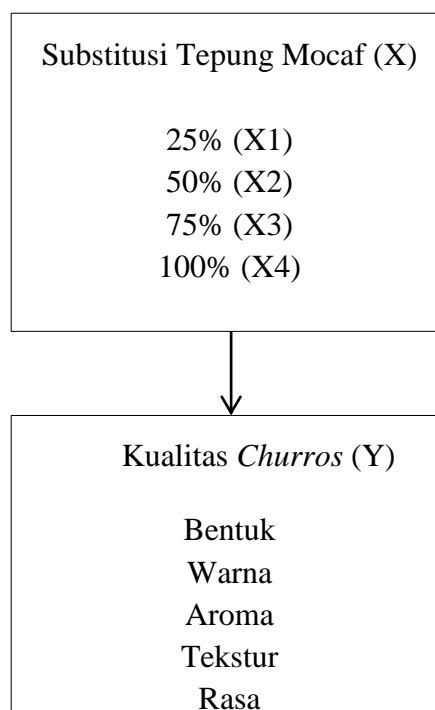 Substitusi Tepung Mocaf (X)
25% (X1)
50% (X2)
75% (X3)
100% (X4)
Kualitas Churros (Y)
Bentuk
Warna
Aroma
Tekstur
Rasa